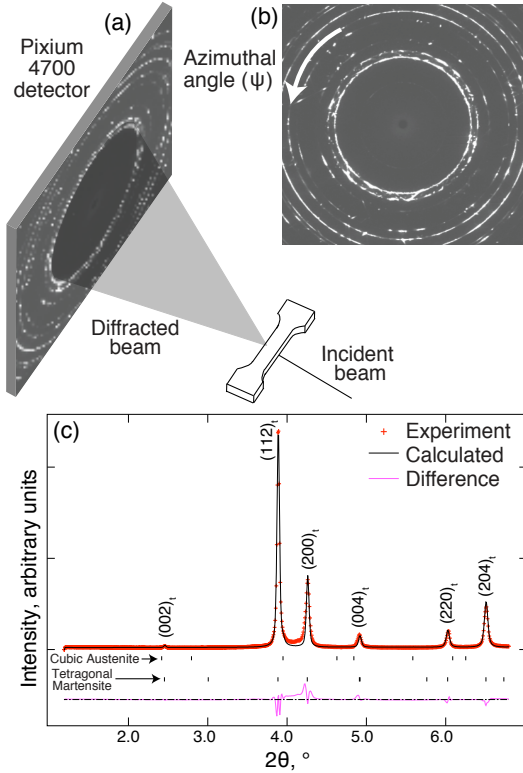 (a)
Pixium
4700
detector
(b)
Azimuthal
angle (ψ)
Diffracted
beam
Incident
beam
(c)
Intensity, arbitrary units
(002)t
(112)t
(200)t
(004)t
(220)t
(204)t
Experiment
Calculated
Difference
Cubic Austenite
Tetragonal
Martensite
2.0 3.0 4.0 5.0 6.0
2θ, °